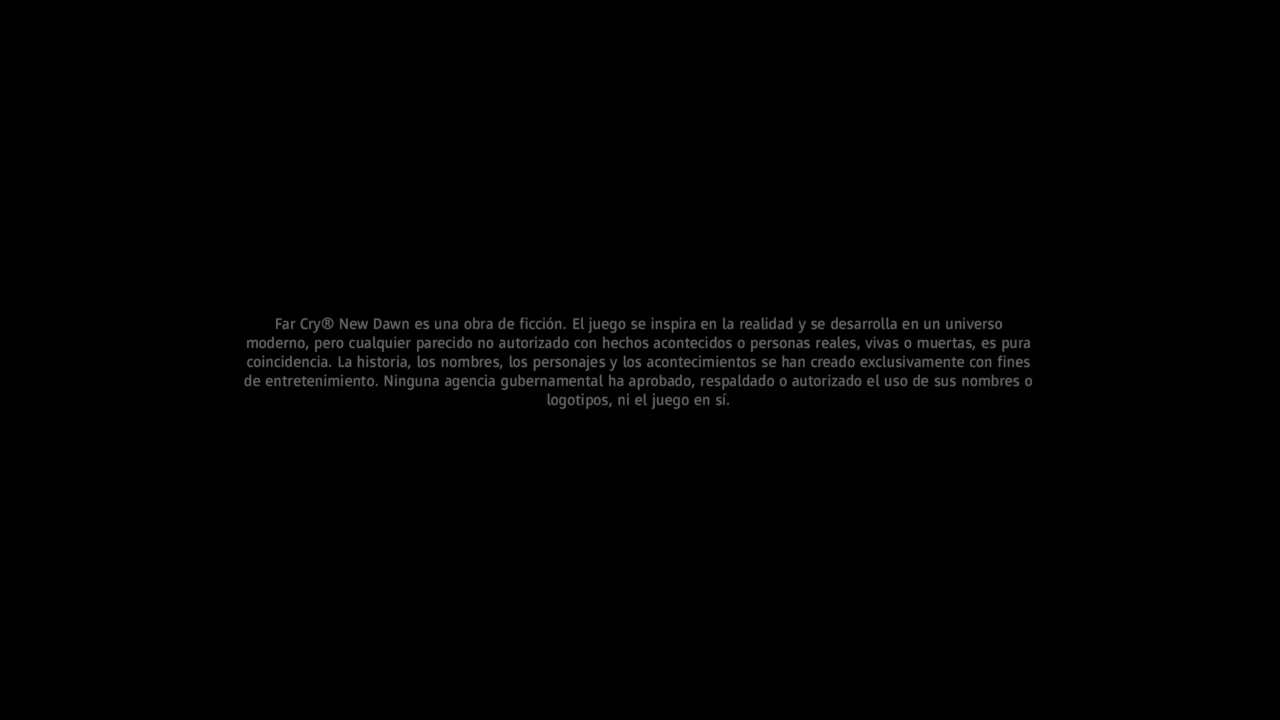 Far Cry® New Dawn es una obra de ficción. El juego se inspira en la realidad y se desarrolla en un universo
moderno, pero cualquier parecido no autorizado con hechos acontecidos o personas reales, vivas o muertas, es pura
coincidencia. La historia, los nombres, los personajes y los acontecimientos se han creado exclusivamente con fines
de entretenimiento. Ninguna agencia gubernamental ha aprobado, respaldado o autorizado el uso de sus nombres o
logotipos, ni el juego en sí.